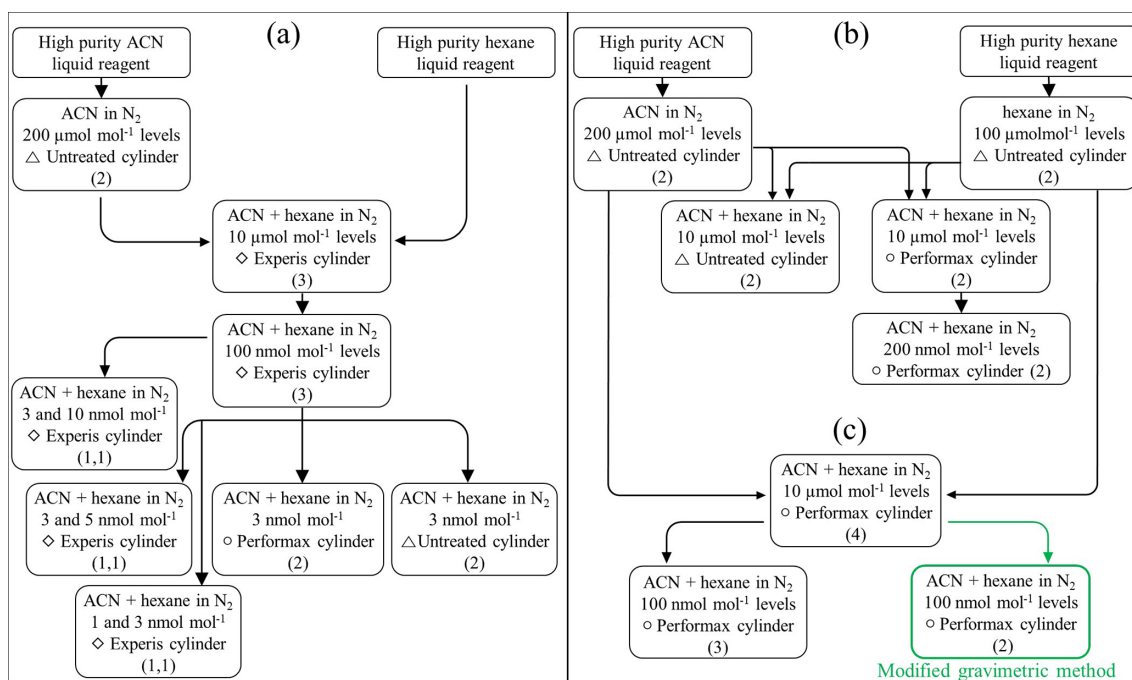 (a)
High purity ACN
liquid reagent
High purity hexane
liquid reagent
ACN in N₂
200 µmol mol⁻¹ levels
△ Untreated cylinder
(2)
ACN + hexane in N₂
10 µmol mol⁻¹ levels
◇ Experis cylinder
(3)
ACN + hexane in N₂
100 nmol mol⁻¹ levels
◇ Experis cylinder
(3)
ACN + hexane in N₂
3 and 10 nmol mol⁻¹
◇ Experis cylinder
(1,1)
ACN + hexane in N₂
3 and 5 nmol mol⁻¹
◇ Experis cylinder
(1,1)
ACN + hexane in N₂
3 nmol mol⁻¹
○ Performax cylinder
(2)
ACN + hexane in N₂
3 nmol mol⁻¹
△ Untreated cylinder
(2)
ACN + hexane in N₂
1 and 3 nmol mol⁻¹
◇ Experis cylinder
(1,1)
(b)
High purity ACN
liquid reagent
High purity hexane
liquid reagent
ACN in N₂
200 µmol mol⁻¹ levels
△ Untreated cylinder
(2)
hexane in N₂
100 µmolmol⁻¹ levels
△ Untreated cylinder
(2)
ACN + hexane in N₂
10 µmol mol⁻¹ levels
△ Untreated cylinder
(2)
ACN + hexane in N₂
10 µmol mol⁻¹ levels
○ Performax cylinder
(2)
ACN + hexane in N₂
200 nmol mol⁻¹ levels
○ Performax cylinder (2)
(c)
ACN + hexane in N₂
10 µmol mol⁻¹ levels
○ Performax cylinder
(4)
ACN + hexane in N₂
100 nmol mol⁻¹ levels
○ Performax cylinder
(3)
ACN + hexane in N₂
100 nmol mol⁻¹ levels
○ Performax cylinder
(2)
Modified gravimetric method